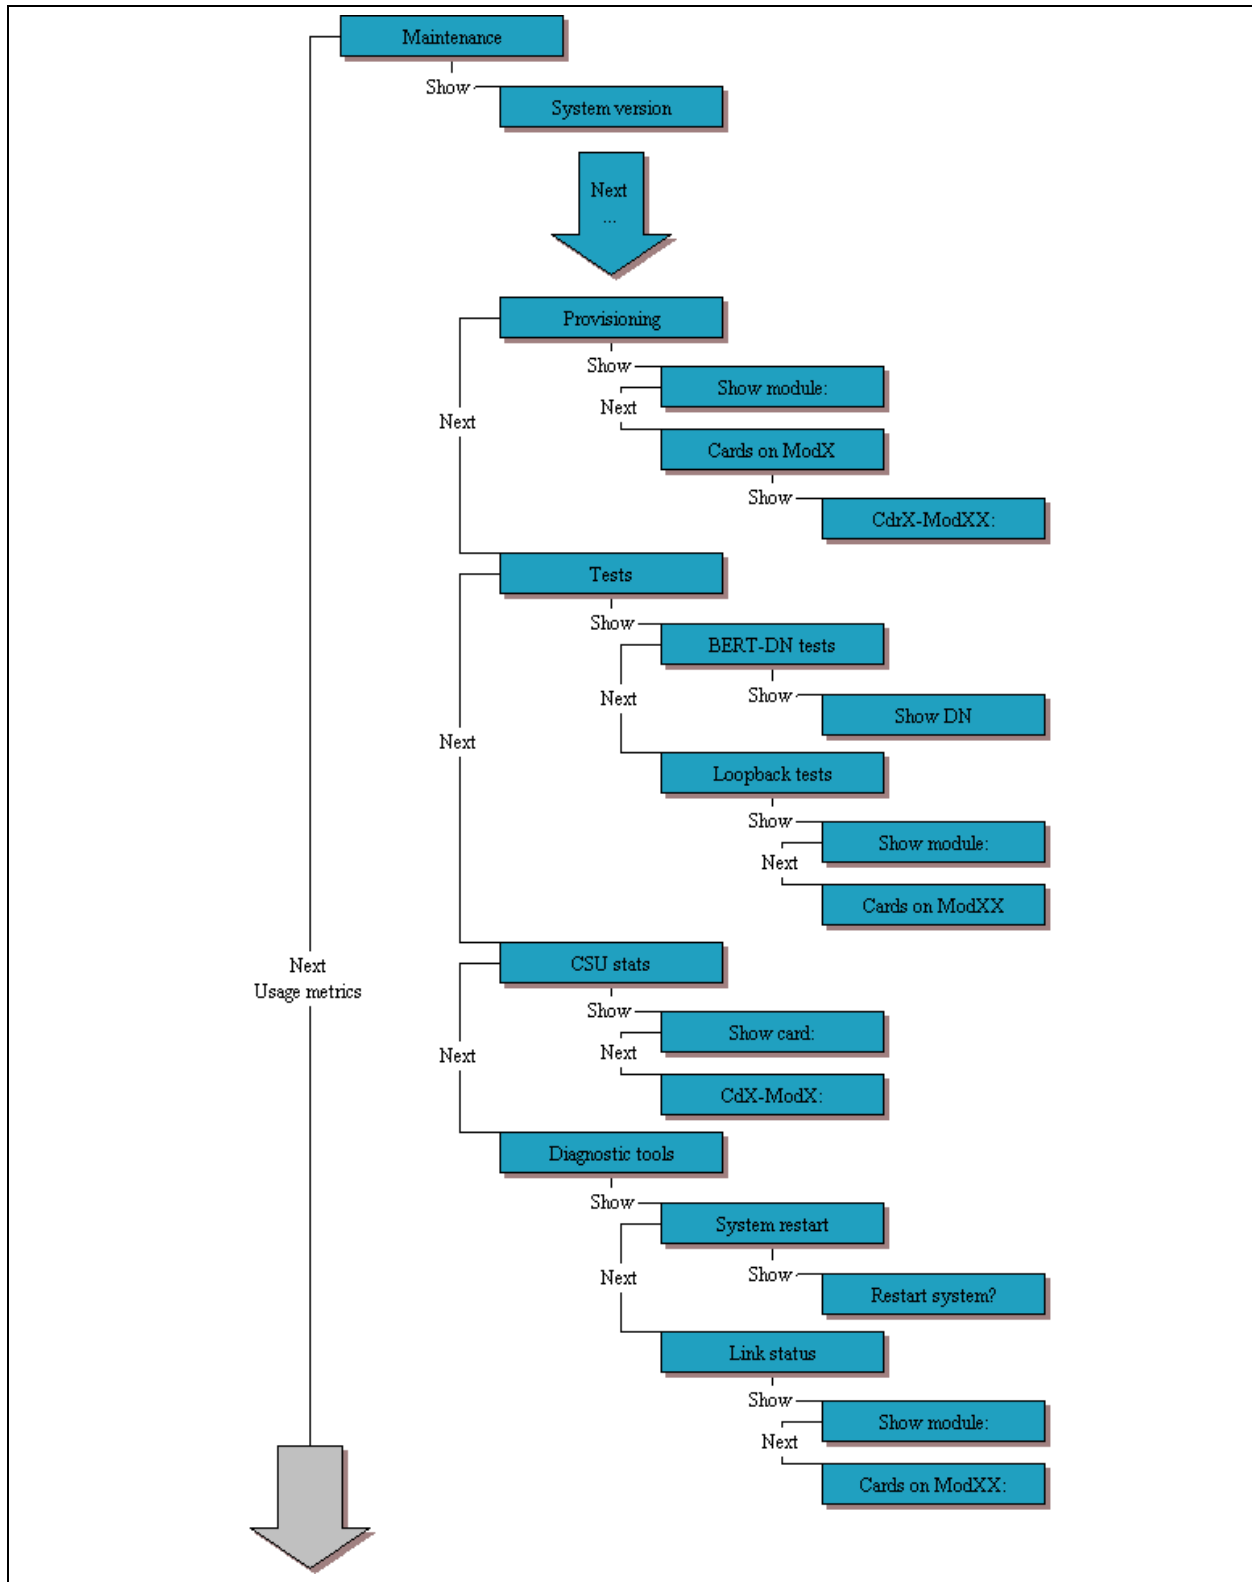 Maintenance
Show
System version
Next
...
Provisioning
Show
Show module:
Next
Next
Cards on ModX
Show
CdrX-ModXX:
Tests
Show
BERT-DN tests
Show
Next
Show DN
Next
Loopback tests
Show
Show module:
Next
Cards on ModXX
CSU stats
Next
Usage metrics
Show
Show card:
Next
Next
CdX-ModX:
Diagnostic tools
Show
System restart
Show
Next
Restart system?
Link status
Show
Show module:
Next
Cards on ModXX: